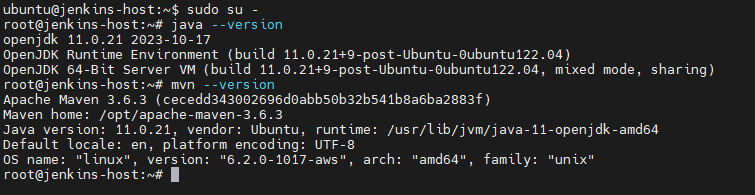 ubuntu@jenkins-host:~$ sudo su -
root@jenkins-host:~# java --version
openjdk 11.0.21 2023-10-17
OpenJDK Runtime Environment (build 11.0.21+9-post-Ubuntu-0ubuntu122.04)
OpenJDK 64-Bit Server VM (build 11.0.21+9-post-Ubuntu-0ubuntu122.04, mixed mode, sharing)
root@jenkins-host:~# mvn --version
Apache Maven 3.6.3 (cecedd343002696d0abb50b32b541b8a6ba2883f)
Maven home: /opt/apache-maven-3.6.3
Java version: 11.0.21, vendor: Ubuntu, runtime: /usr/lib/jvm/java-11-openjdk-amd64
Default locale: en, platform encoding: UTF-8
OS name: "linux", version: "6.2.0-1017-aws", arch: "amd64", family: "unix"
root@jenkins-host:~#